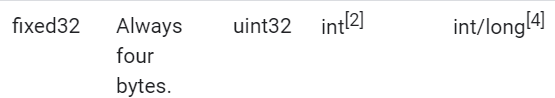 fixed32 Always uint32 int[2] int/long[4]
four
bytes.